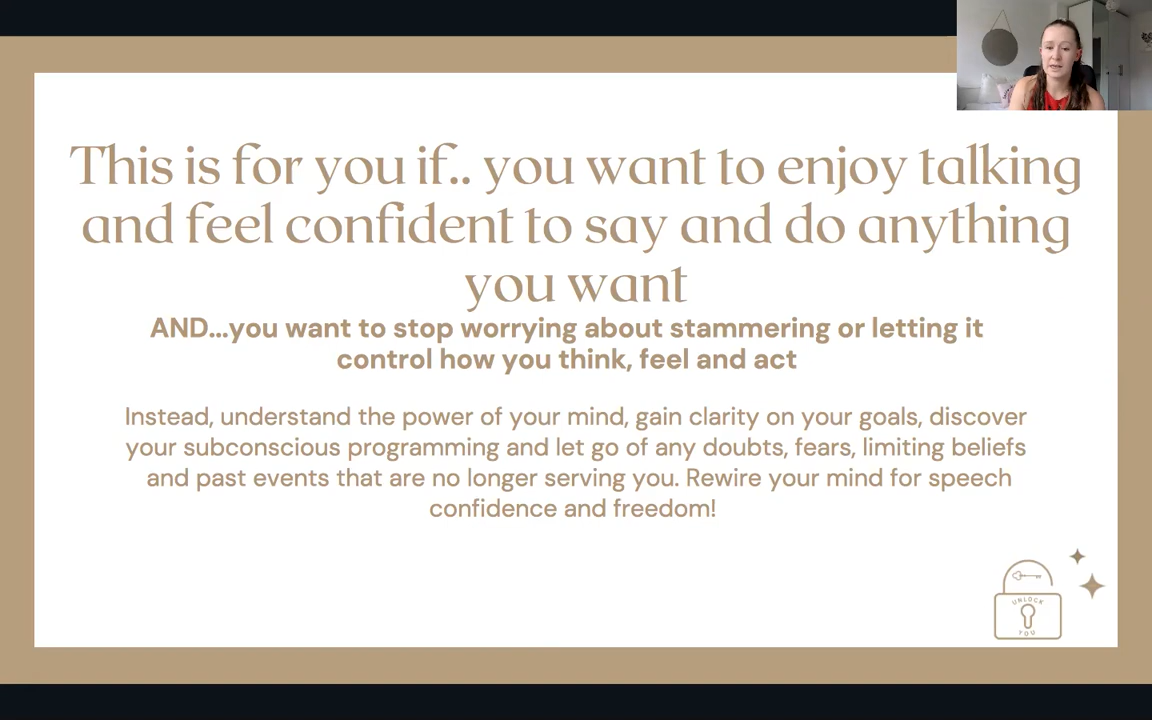 This is for you if.. you want to enjoy talking
and feel confident to say and do anything
you want
AND...you want to stop worrying about stammering or letting it
control how you think, feel and act
Instead, understand the power of your mind, gain clarity on your goals, discover
your subconscious programming and let go of any doubts, fears, limiting beliefs
and past events that are no longer serving you. Rewire your mind for speech
confidence and freedom!
UNLOCK
YOU